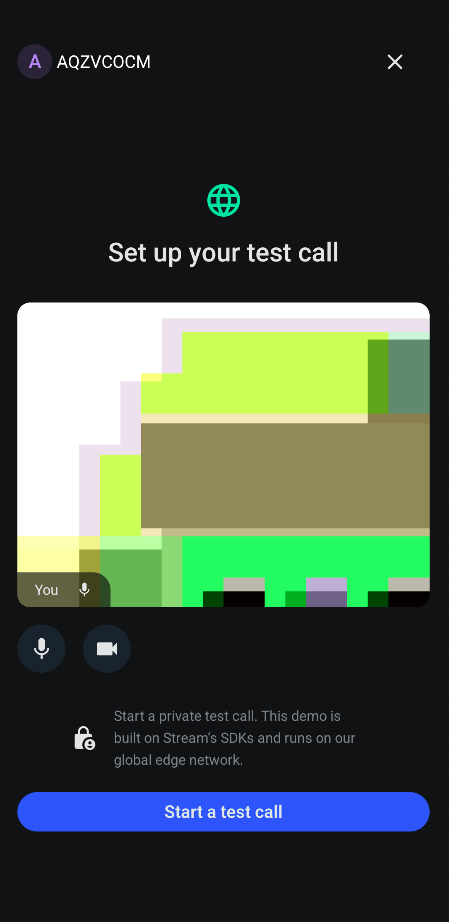 A AQZVCOCM
Set up your test call
You
Start a private test call. This demo is
built on Stream's SDKs and runs on our
global edge network.
Start a test call